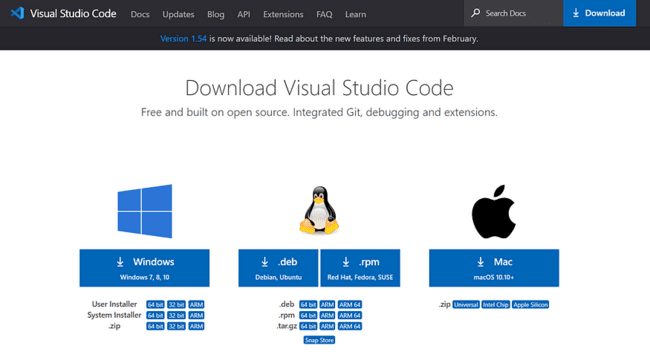 Visual Studio Code Docs Updates Blog API Extensions FAQ Learn Search Docs Download
Version 1.54 is now available! Read about the new features and fixes from February.
Download Visual Studio Code
Free and built on open source. Integrated Git, debugging and extensions.
Windows
Windows 7, 8, 10
.deb
Debian, Ubuntu
.rpm
Red Hat, Fedora, SUSE
Mac
macOS 10.10+
User Installer 64 bit 32 bit ARM
System Installer 64 bit 32 bit ARM
.zip 64 bit 32 bit ARM
.deb 64 bit ARM ARM 64
.rpm 64 bit ARM ARM 64
.tar.gz 64 bit ARM ARM 64
Snap Store
.zip Universal Intel Chip Apple Silicon